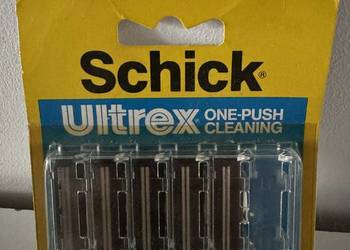 Schick®
Ultrex ONE-PUSH
CLEANING